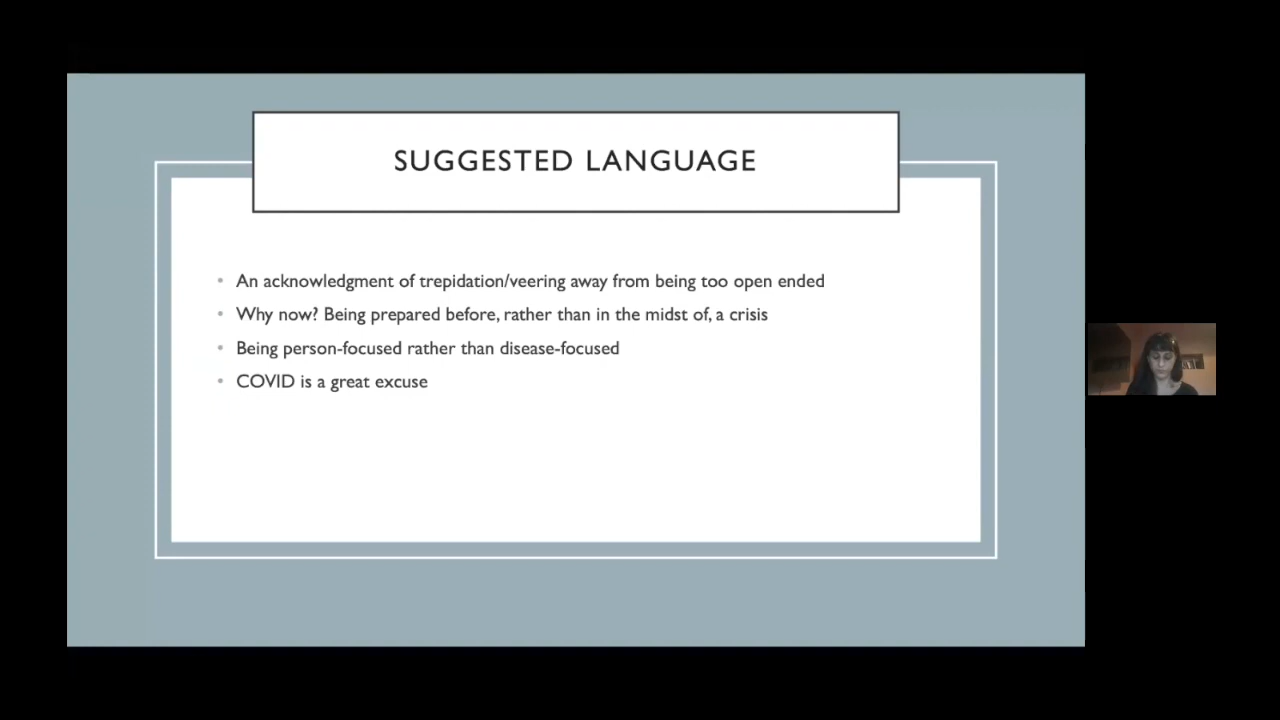 SUGGESTED LANGUAGE
• An acknowledgment of trepidation/veering away from being too open ended
• Why now? Being prepared before, rather than in the midst of, a crisis
• Being person-focused rather than disease-focused
• COVID is a great excuse